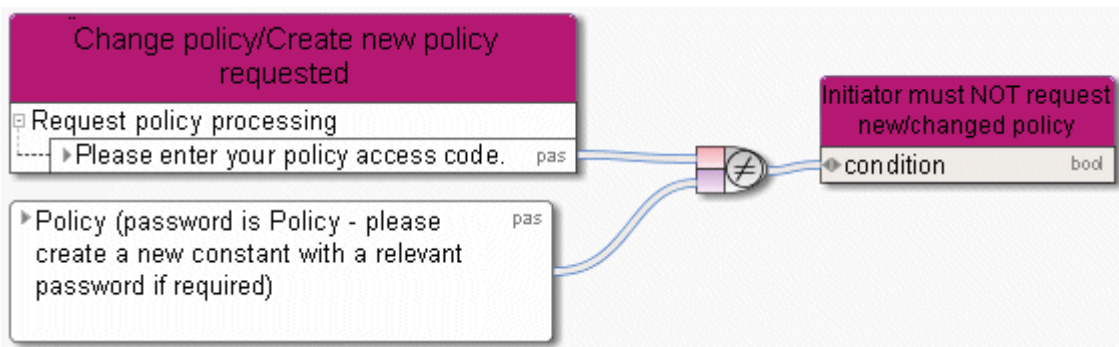 Change policy/Create new policy
requested
Request policy processing
Please enter your policy access code. pas
Policy (password is Policy - please pas
create a new constant with a relevant
password if required)
≠
Initiator must NOT request
new/changed policy
condition bool